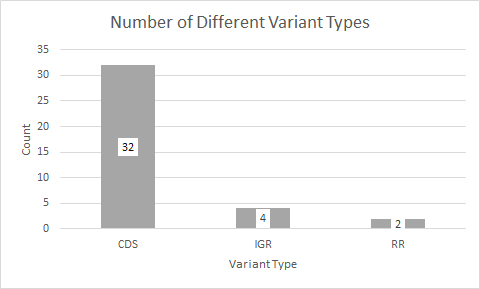 Number of Different Variant Types
35
30
25
20
15
10
5
0
Count
32
4
2
CDS
IGR
RR
Variant Type